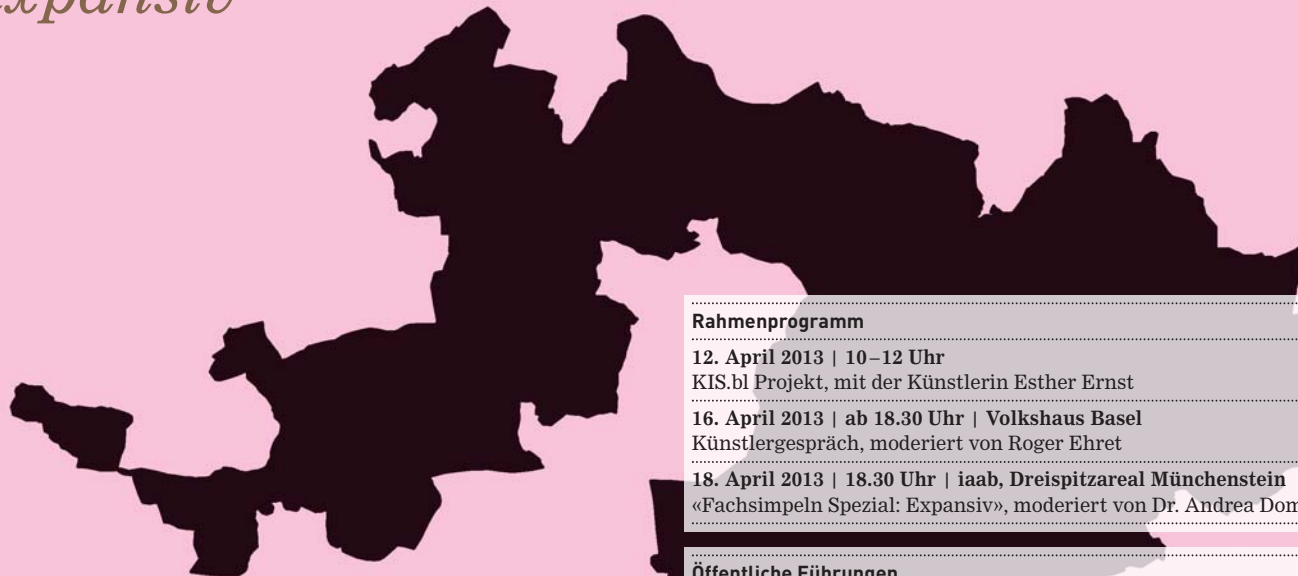 expansiv
Rahmenprogramm
12. April 2013 | 10–12 Uhr
KIS.bl Projekt, mit der Künstlerin Esther Ernst
16. April 2013 | ab 18.30 Uhr | Volkshaus Basel
Künstlergespräch, moderiert von Roger Ehret
18. April 2013 | 18.30 Uhr | iaab, Dreispitzareal Münchenstein
«Fachsimpeln Spezial: Expansiv», moderiert von Dr. Andrea Dom
Öffentliche Führungen